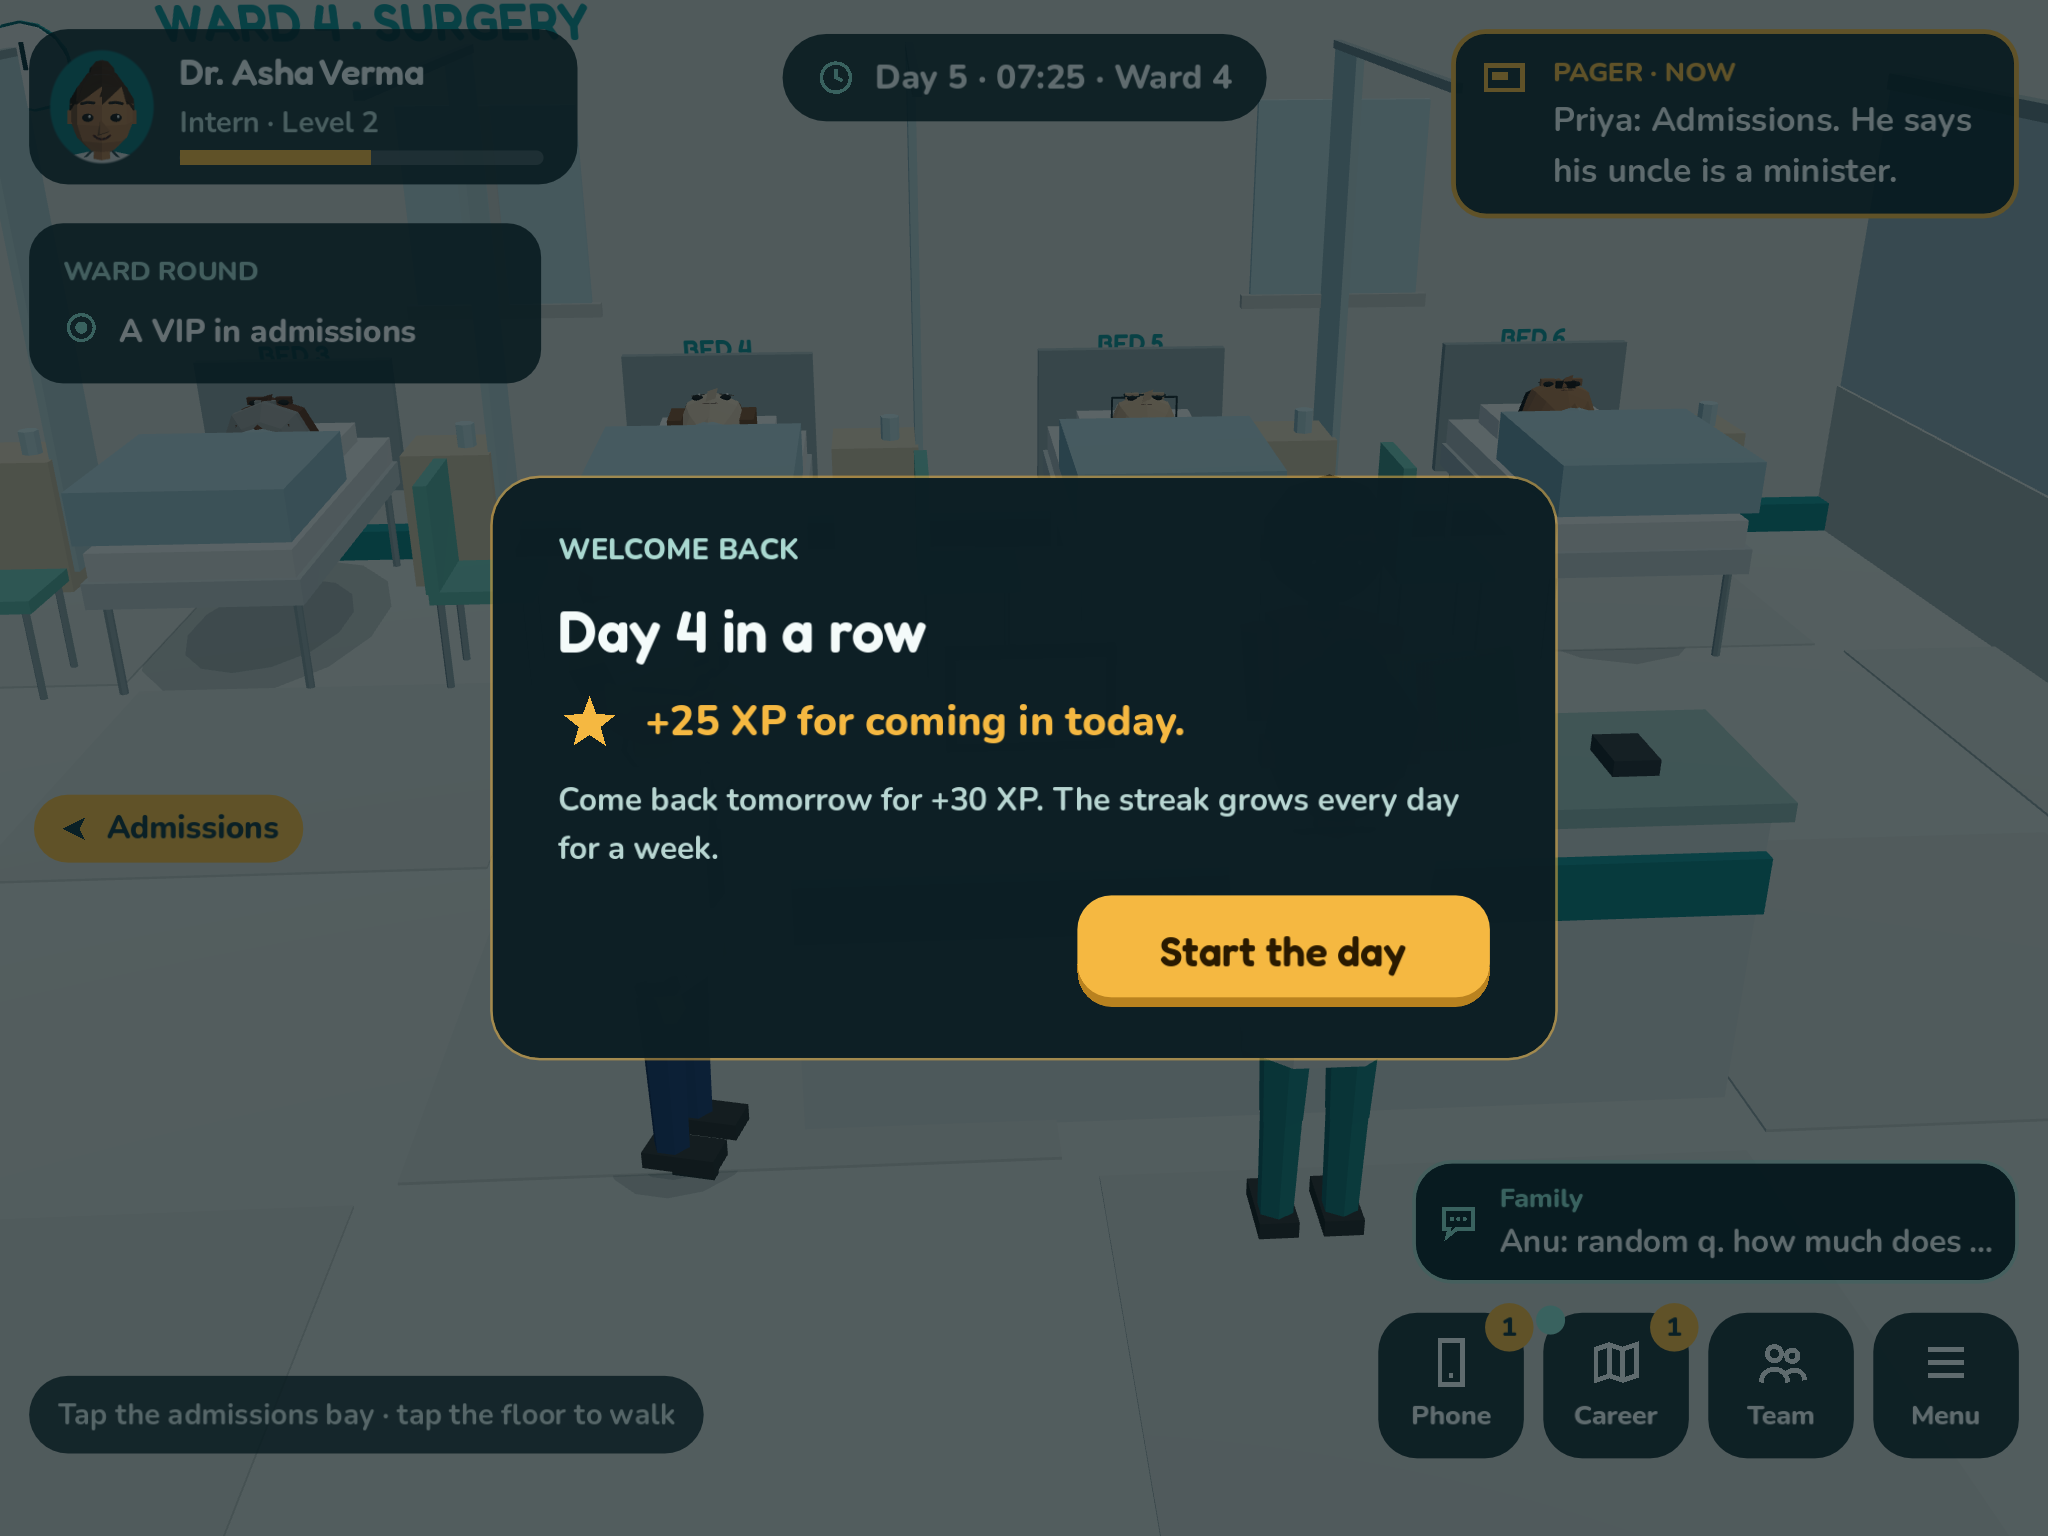 WARD 4 · SURGERY
Dr. Asha Verma
Intern · Level 2
Day 5 · 07:25 · Ward 4
PAGER · NOW
Priya: Admissions. He says
his uncle is a minister.
WARD ROUND
A VIP in admissions
BED 3
BED 4
BED 5
BED 6
WELCOME BACK
Day 4 in a row
+25 XP for coming in today.
Come back tomorrow for +30 XP. The streak grows every day
for a week.
Start the day
Admissions
Family
Anu: random q. how much does ...
1
1
Phone
Career
Team
Menu
Tap the admissions bay · tap the floor to walk